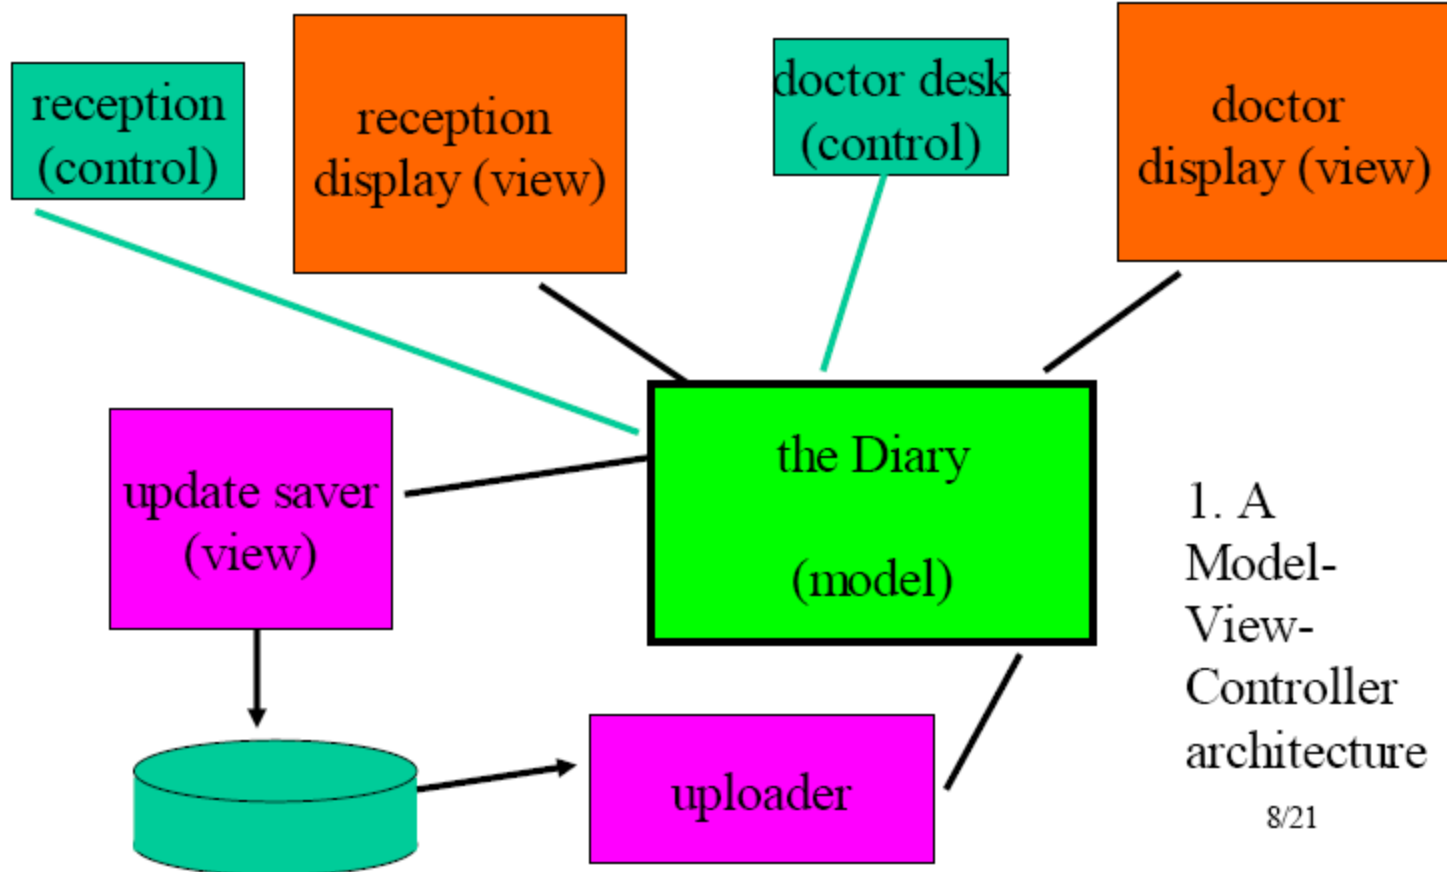 reception
(control)
reception
display (view)
doctor desk
(control)
doctor
display (view)
update saver
(view)
the Diary
(model)
uploader
1. A
Model-
View-
Controller
architecture
8/21